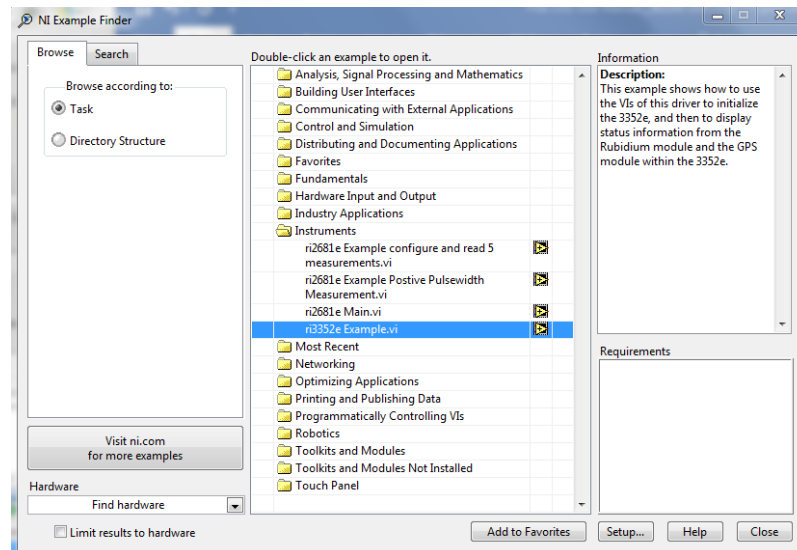 NI Example Finder
Browse
Search
Browse according to:
Task
Directory Structure
Visit ni.com
for more examples
Hardware
Find hardware
Limit results to hardware
Double-click an example to open it.
Analysis, Signal Processing and Mathematics
Building User Interfaces
Communicating with External Applications
Control and Simulation
Distributing and Documenting Applications
Favorites
Fundamentals
Hardware Input and Output
Industry Applications
Instruments
ri2681e Example configure and read 5
measurements.vi
ri2681e Example Postive Pulsewidth
Measurement.vi
ri2681e Main.vi
ri3352e Example.vi
Most Recent
Networking
Optimizing Applications
Printing and Publishing Data
Programmatically Controlling VIs
Robotics
Toolkits and Modules
Toolkits and Modules Not Installed
Touch Panel
Add to Favorites
Information
Description:
This example shows how to use
the VIs of this driver to initialize
the 3352e, and then to display
status information from the
Rubidium module and the GPS
module within the 3352e.
Requirements
Setup...
Help
Close